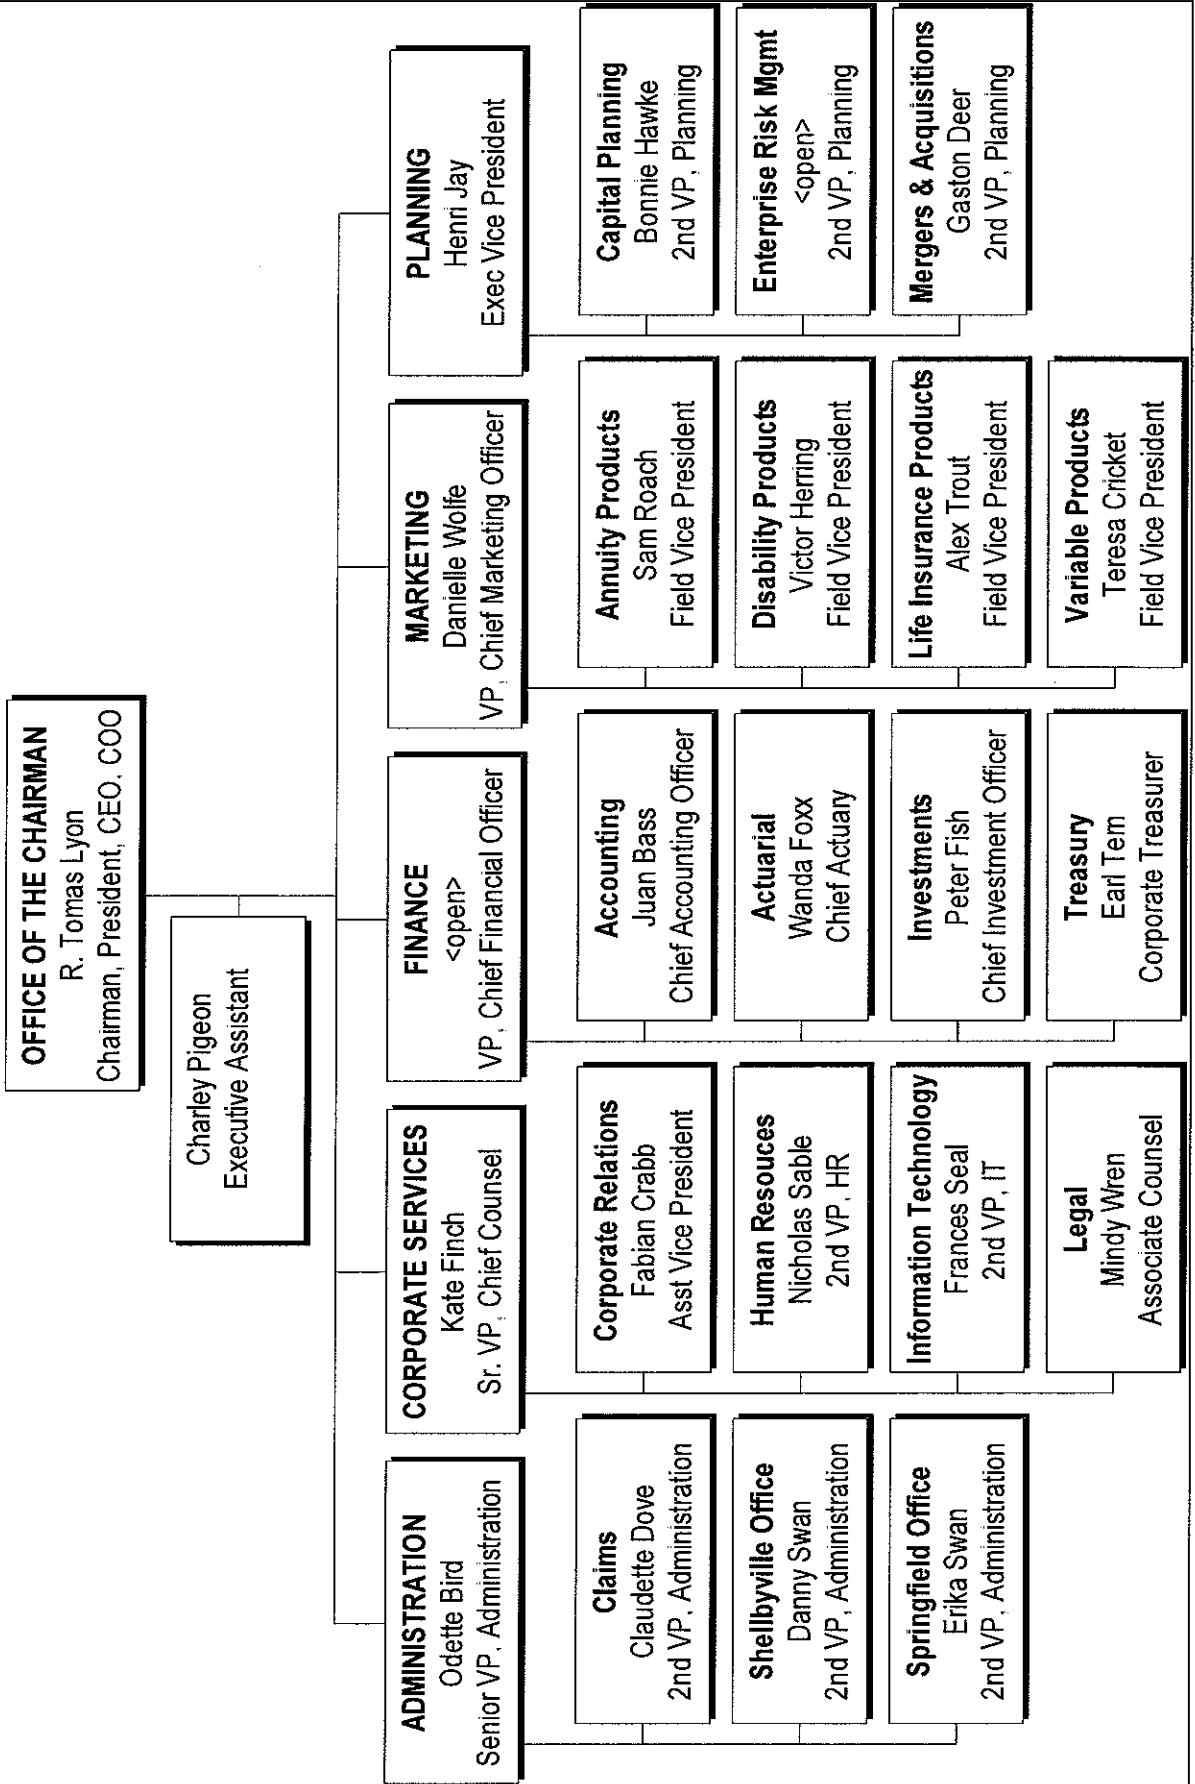 OFFICE OF THE CHAIRMAN
R. Tomas Lyon
Chairman, President, CEO, COO
Charley Pigeon
Executive Assistant
ADMINISTRATION
Odette Bird
Senior VP, Administration
Claims
Claudette Dove
2nd VP, Administration
Shellbyville Office
Danny Swan
2nd VP, Administration
Springfield Office
Erika Swan
2nd VP, Administration
CORPORATE SERVICES
Kate Finch
Sr. VP, Chief Counsel
Corporate Relations
Fabian Crabb
Asst Vice President
Human Resouces
Nicholas Sable
2nd VP, HR
Information Technology
Frances Seal
2nd VP, IT
Legal
Mindy Wren
Associate Counsel
FINANCE
<open>
VP, Chief Financial Officer
Accounting
Juan Bass
Chief Accounting Officer
Actuarial
Wanda Foxx
Chief Actuary
Investments
Peter Fish
Chief Investment Officer
Treasury
Earl Tern
Corporate Treasurer
MARKETING
Danielle Wolfe
VP, Chief Marketing Officer
Annuity Products
Sam Roach
Field Vice President
Disability Products
Victor Herring
Field Vice President
Life Insurance Products
Alex Trout
Field Vice President
Variable Products
Teresa Cricket
Field Vice President
PLANNING
Henri Jay
Exec Vice President
Capital Planning
Bonnie Hawke
2nd VP, Planning
Enterprise Risk Mgmt
<open>
2nd VP, Planning
Mergers & Acquisitions
Gaston Deer
2nd VP, Planning